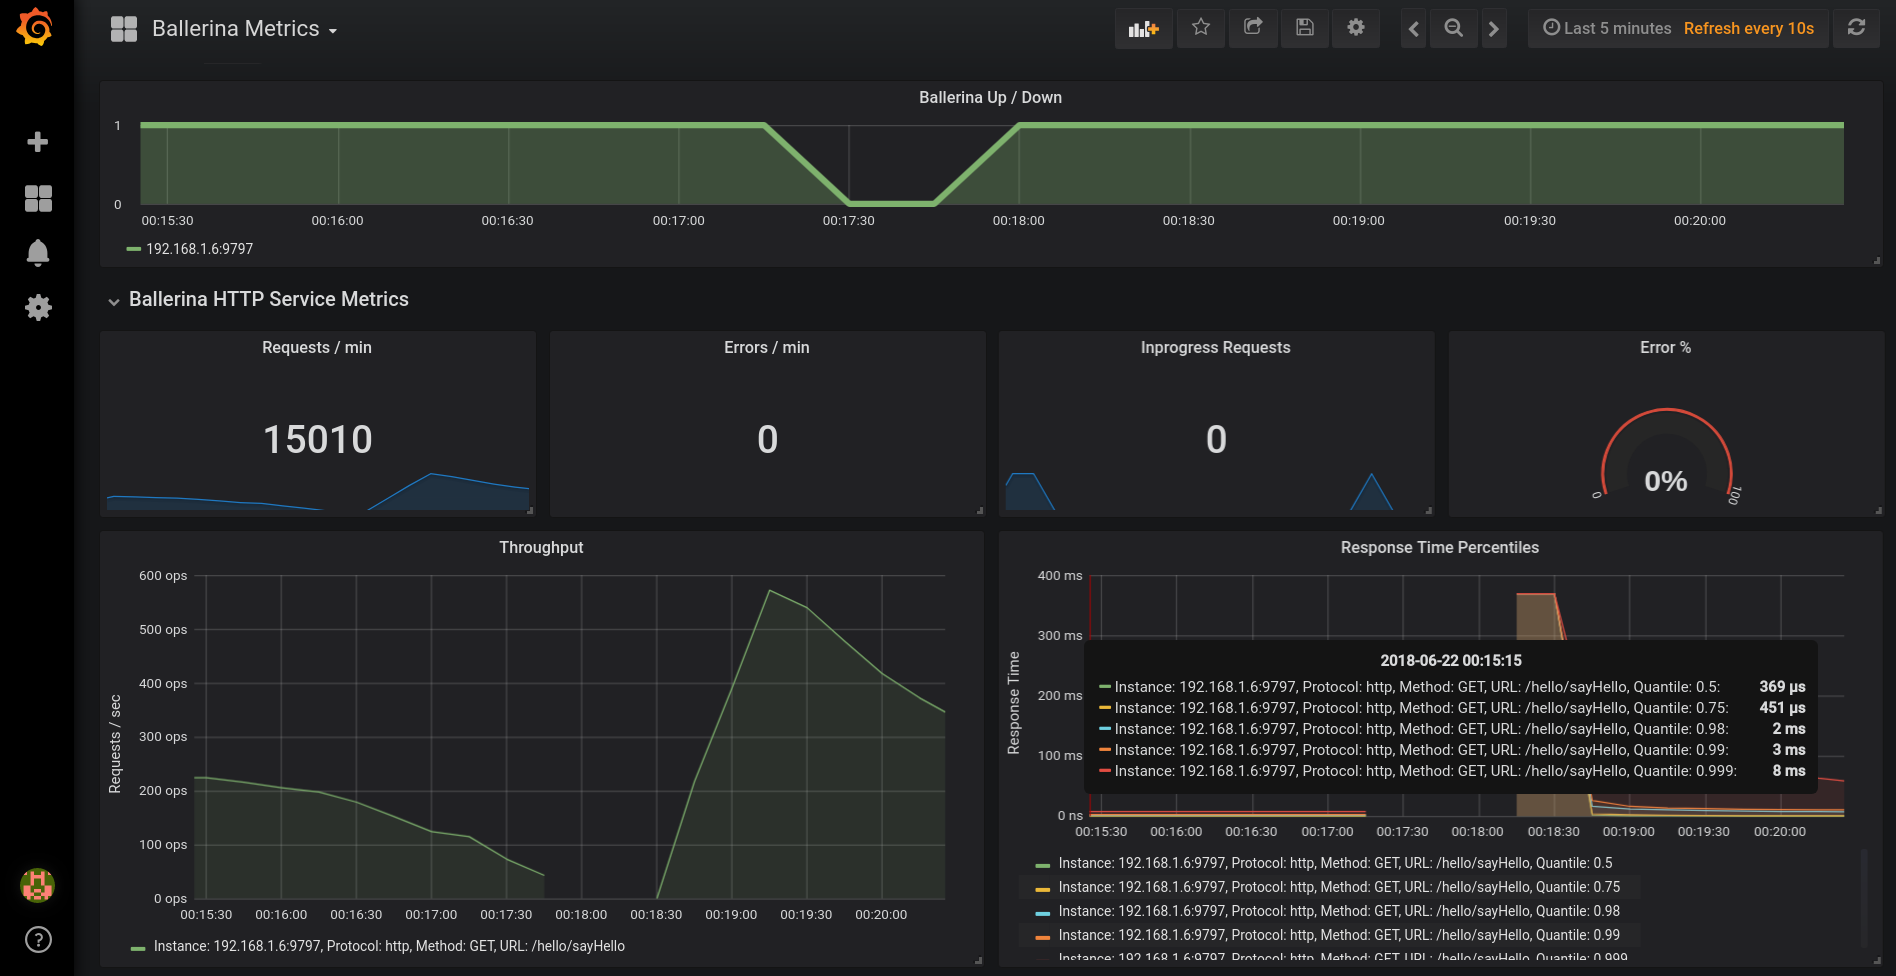 Ballerina Metrics
Last 5 minutes Refresh every 10s
Ballerina Up / Down
1
0
00:15:30 00:16:00 00:16:30 00:17:00 00:17:30 00:18:00 00:18:30 00:19:00 00:19:30 00:20:00
192.168.1.6:9797
Ballerina HTTP Service Metrics
Requests / min
15010
Errors / min
0
Inprogress Requests
0
Error %
0%
0
100
Throughput
Requests / sec
600 ops
500 ops
400 ops
300 ops
200 ops
100 ops
0 ops
00:15:30 00:16:00 00:16:30 00:17:00 00:17:30 00:18:00 00:18:30 00:19:00 00:19:30 00:20:00
Instance: 192.168.1.6:9797, Protocol: http, Method: GET, URL: /hello/sayHello
Response Time Percentiles
Response Time
400 ms
300 ms
200 ms
100 ms
0 ns
2018-06-22 00:15:15
Instance: 192.168.1.6:9797, Protocol: http, Method: GET, URL: /hello/sayHello, Quantile: 0.5: 369 µs
Instance: 192.168.1.6:9797, Protocol: http, Method: GET, URL: /hello/sayHello, Quantile: 0.75: 451 µs
Instance: 192.168.1.6:9797, Protocol: http, Method: GET, URL: /hello/sayHello, Quantile: 0.98: 2 ms
Instance: 192.168.1.6:9797, Protocol: http, Method: GET, URL: /hello/sayHello, Quantile: 0.99: 3 ms
Instance: 192.168.1.6:9797, Protocol: http, Method: GET, URL: /hello/sayHello, Quantile: 0.999: 8 ms
00:15:30 00:16:00 00:16:30 00:17:00 00:17:30 00:18:00 00:18:30 00:19:00 00:19:30 00:20:00
Instance: 192.168.1.6:9797, Protocol: http, Method: GET, URL: /hello/sayHello, Quantile: 0.5
Instance: 192.168.1.6:9797, Protocol: http, Method: GET, URL: /hello/sayHello, Quantile: 0.75
Instance: 192.168.1.6:9797, Protocol: http, Method: GET, URL: /hello/sayHello, Quantile: 0.98
Instance: 192.168.1.6:9797, Protocol: http, Method: GET, URL: /hello/sayHello, Quantile: 0.99
Instance: 192.168.1.6:9797, Protocol: http, Method: GET, URL: /hello/sayHello, Quantile: 0.999